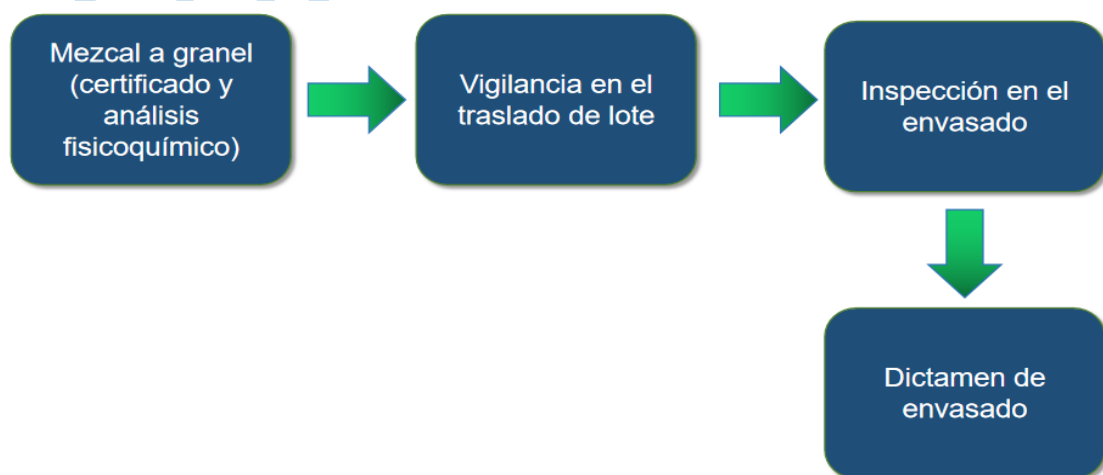 Mezcal a granel
(certificado y
análisis
fisicoquímico)
Vigilancia en el
traslado de lote
Inspección en el
envasado
Dictamen de
envasado